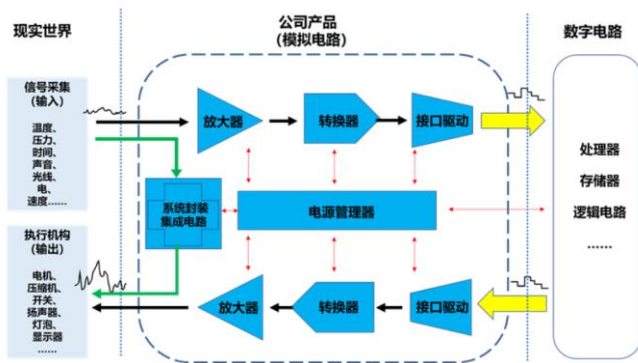 现实世界
公司产品
（模拟电路）
数字电路
信号采集
（输入）
温度、
压力、
时间、
声音、
光线、
电、
速度……
放大器
转换器
接口驱动
系统封装
集成电路
电源管理器
处理器
存储器
逻辑电路
……
执行机构
（输出）
电机、
压缩机、
开关、
扬声器、
灯泡、
显示器
……
放大器
转换器
接口驱动